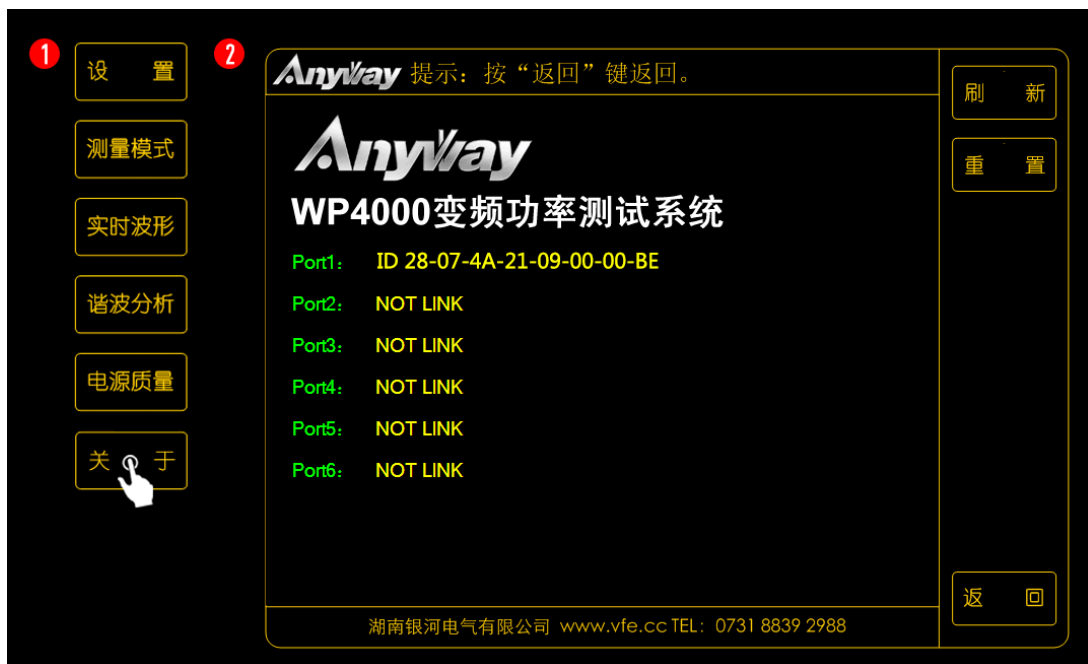 1
设 置
测量模式
实时波形
谐波分析
电源质量
关 于
2
Anyway 提示：按“返回”键返回。
Anyway
WP4000变频功率测试系统
Port1： ID 28-07-4A-21-09-00-00-BE
Port2： NOT LINK
Port3： NOT LINK
Port4： NOT LINK
Port5： NOT LINK
Port6： NOT LINK
湖南银河电气有限公司 www.vfe.cc TEL：0731 8839 2988
刷 新
重 置
返 回